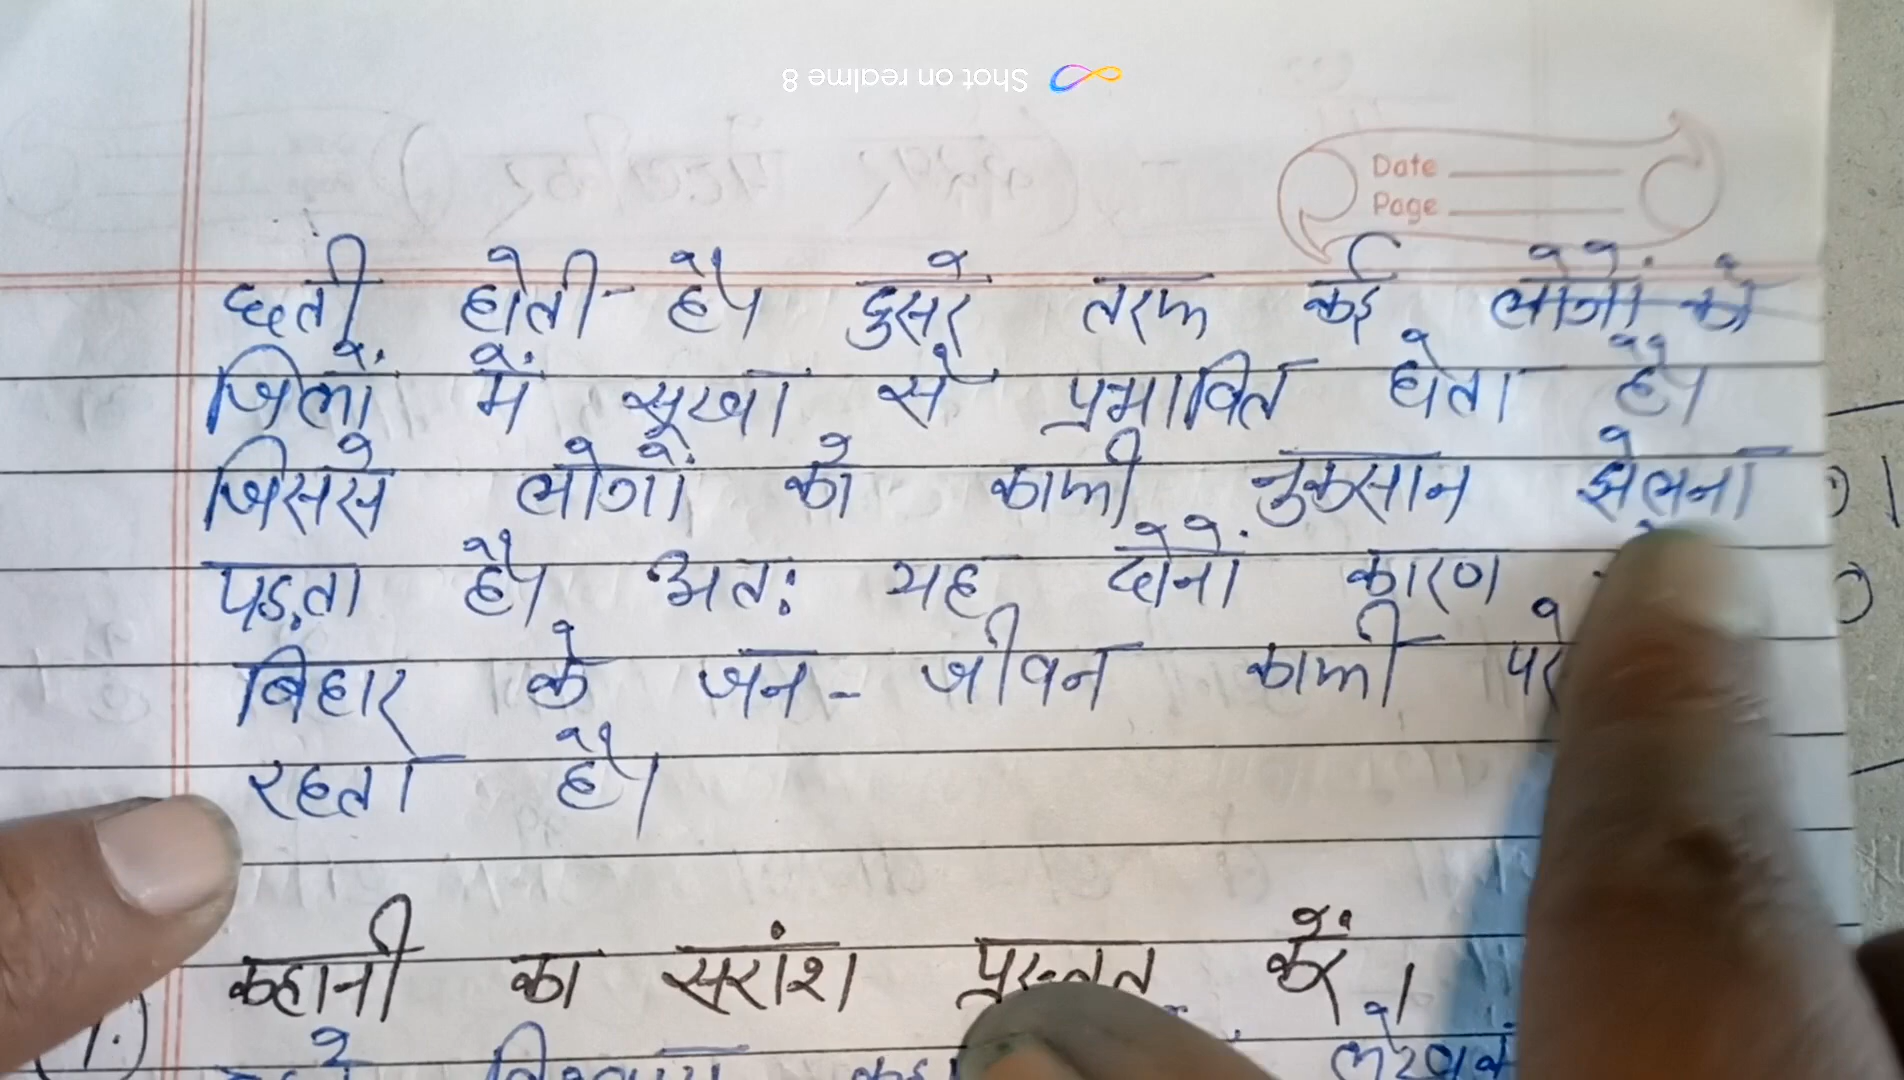 Shot on realme 8
Date
Page
छती होती है। दुसरे तरफ कई लोगों को
जिलों में सूखा से प्रभावित होता है।
जिससे लोगों को काफी नुकसान झेलना
पड़ता है। अतः यह दोनों कारण
बिहार के जन - जीवन काफी
रहता है।
कहानी का सरांश प्रस्तुत करें।